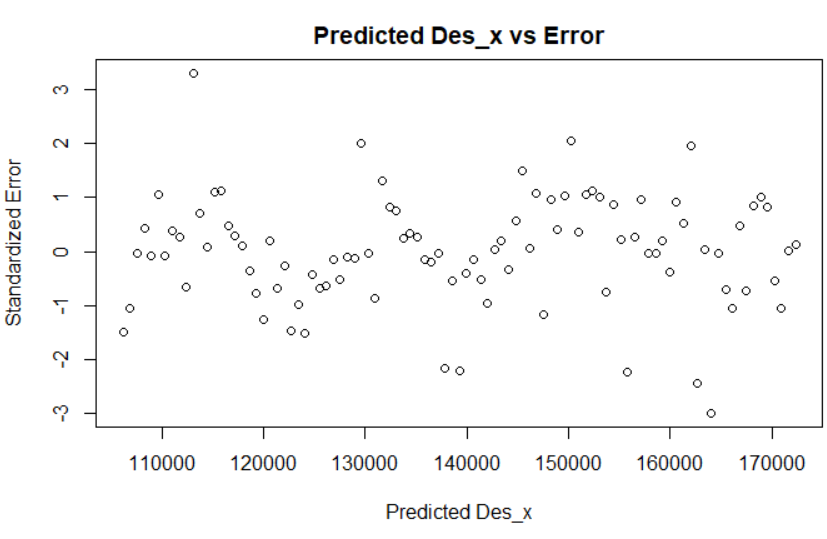 Predicted Des_x vs Error
Standardized Error
3
2
1
0
-1
-2
-3
110000 120000 130000 140000 150000 160000 170000
Predicted Des_x